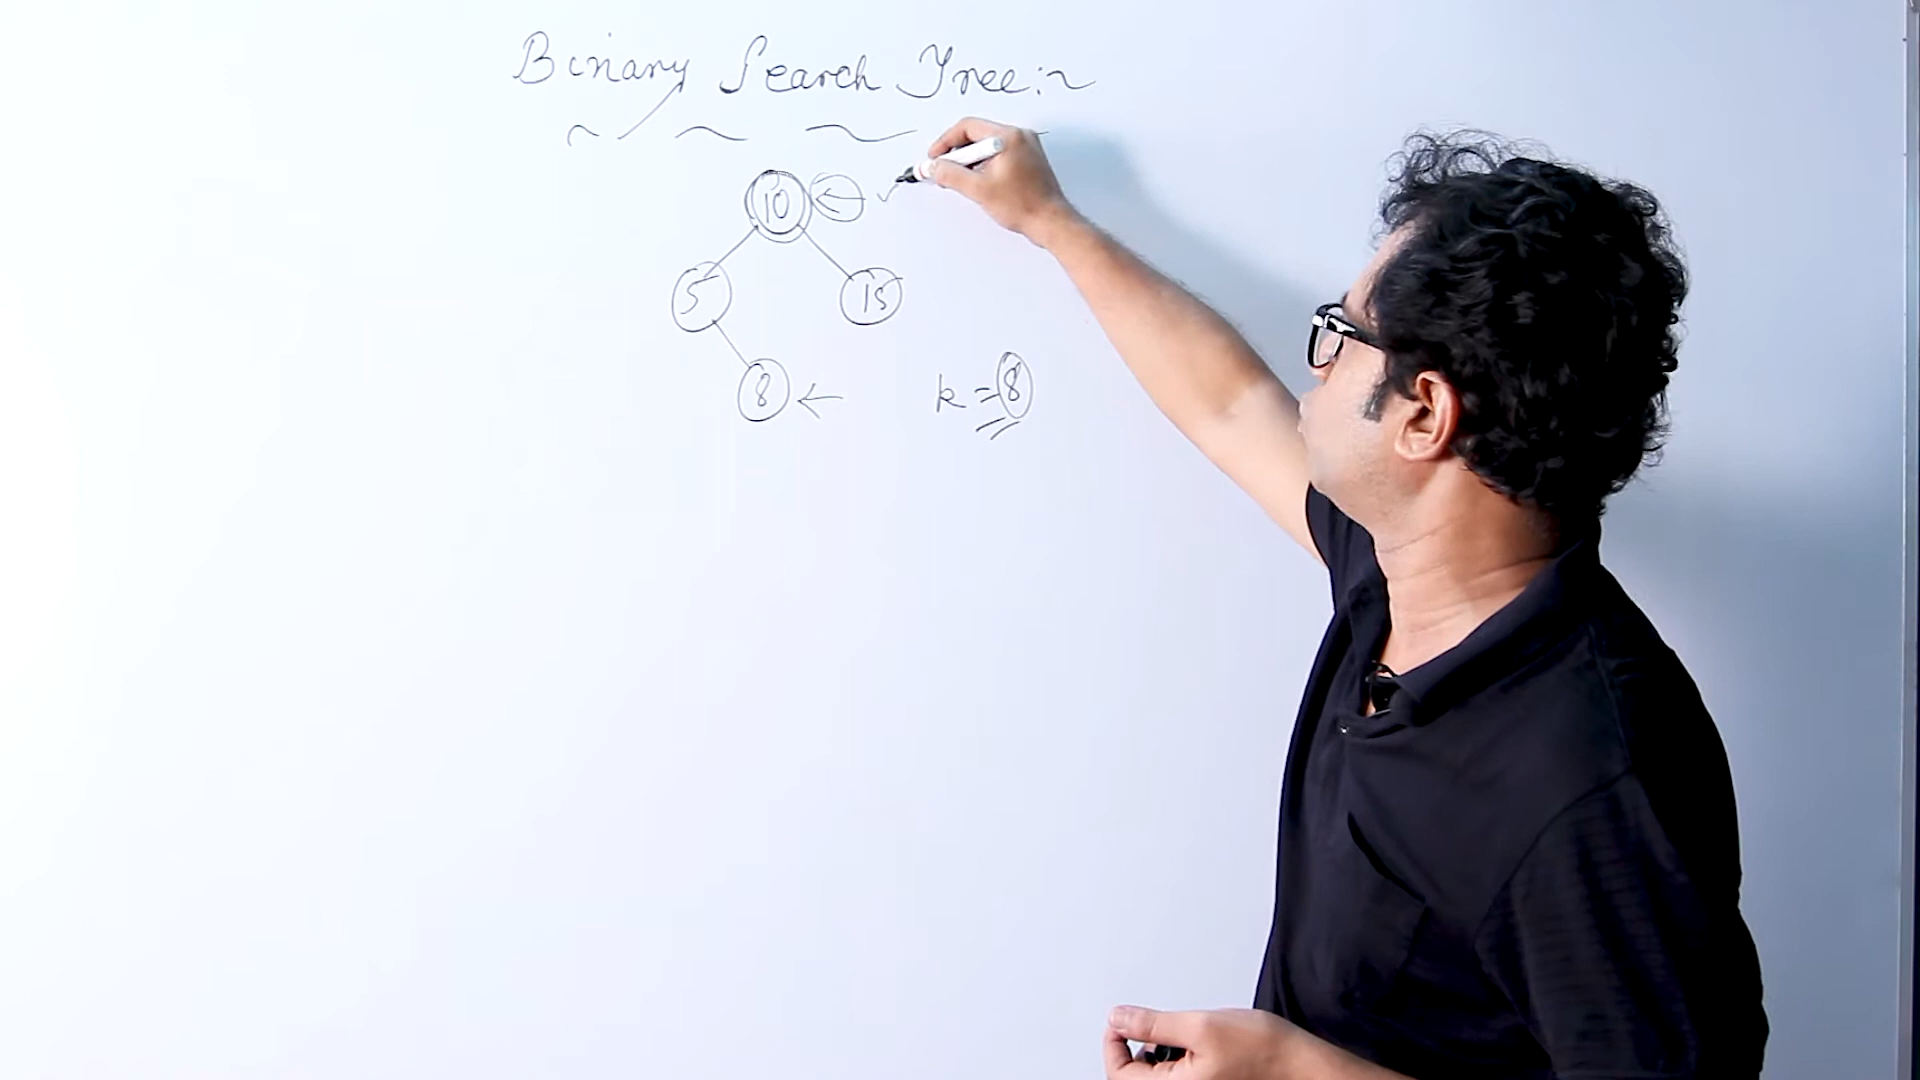 Binary Search Tree:~
10 ←
5 15
8 ← k = 8